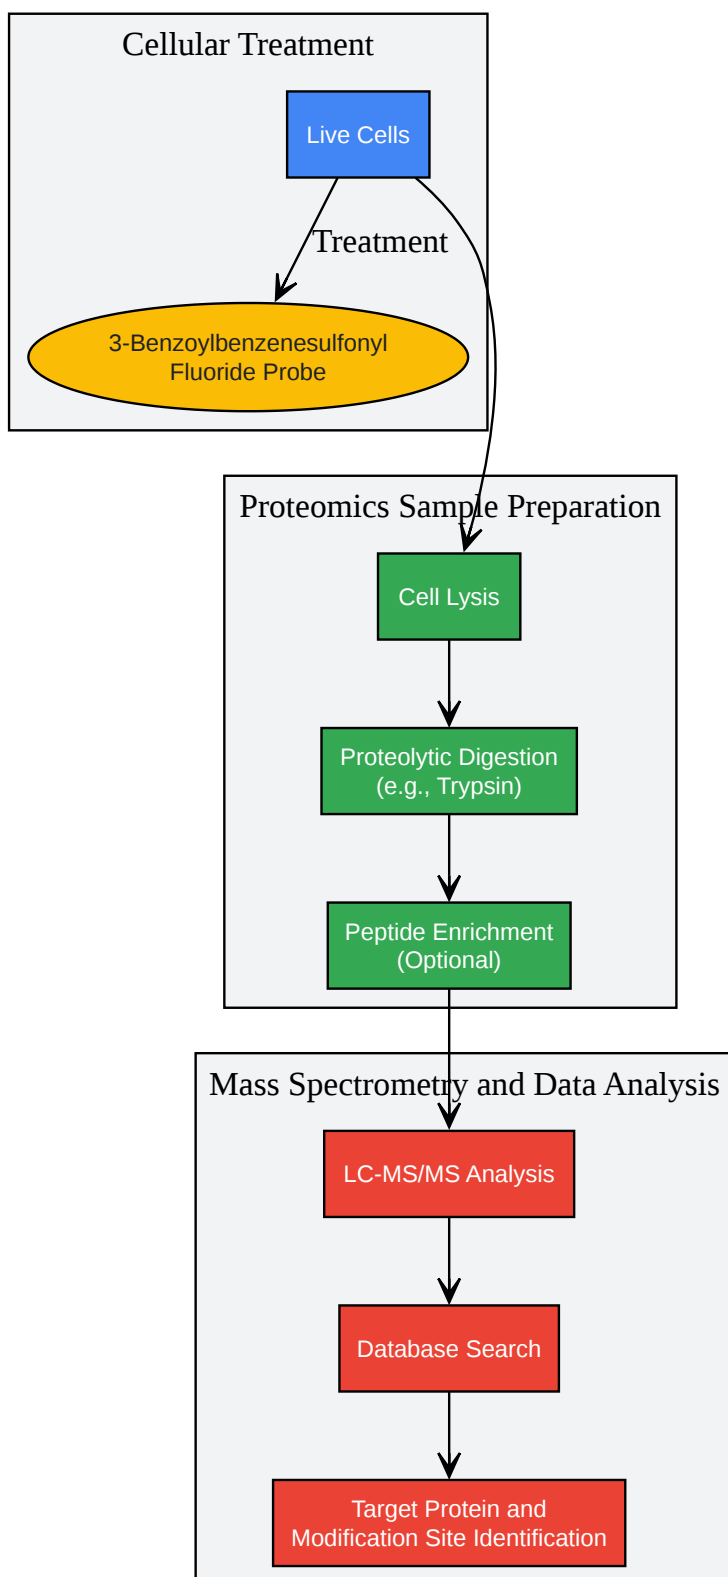 Cellular Treatment
Live Cells
Treatment
3-Benzoylbenzenesulfonyl
Fluoride Probe
Proteomics Sample Preparation
Cell Lysis
Proteolytic Digestion
(e.g., Trypsin)
Peptide Enrichment
(Optional)
Mass Spectrometry and Data Analysis
LC-MS/MS Analysis
Database Search
Target Protein and
Modification Site Identification